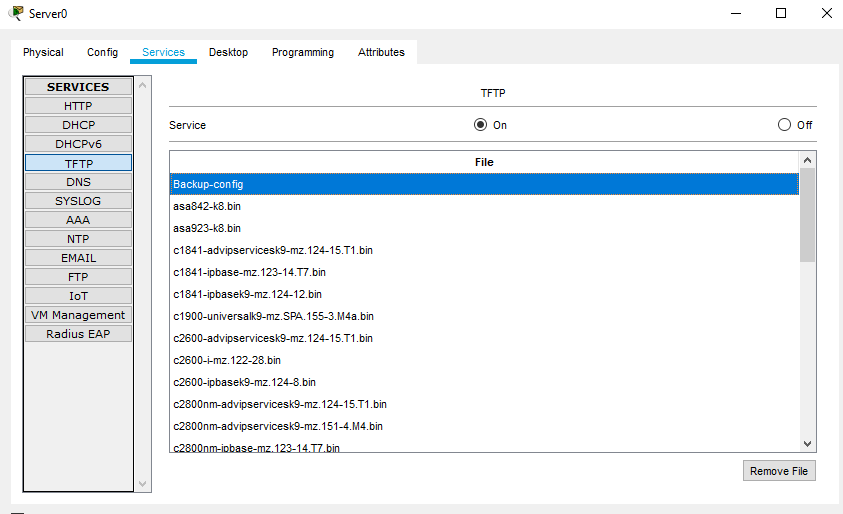 Server0
Physical Config Services Desktop Programming Attributes
SERVICES
HTTP
DHCP
DHCPv6
TFTP
DNS
SYSLOG
AAA
NTP
EMAIL
FTP
IoT
VM Management
Radius EAP
TFTP
Service On Off
File
Backup-config
asa842-k8.bin
asa923-k8.bin
c1841-advipservicesk9-mz.124-15.T1.bin
c1841-ipbase-mz.123-14.T7.bin
c1841-ipbasek9-mz.124-12.bin
c1900-universalk9-mz.SPA.155-3.M4a.bin
c2600-advipservicesk9-mz.124-15.T1.bin
c2600-i-mz.122-28.bin
c2600-ipbasek9-mz.124-8.bin
c2800nm-advipservicesk9-mz.124-15.T1.bin
c2800nm-advipservicesk9-mz.151-4.M4.bin
c2800nm-ipbase-mz.123-14.T7.bin
Remove File